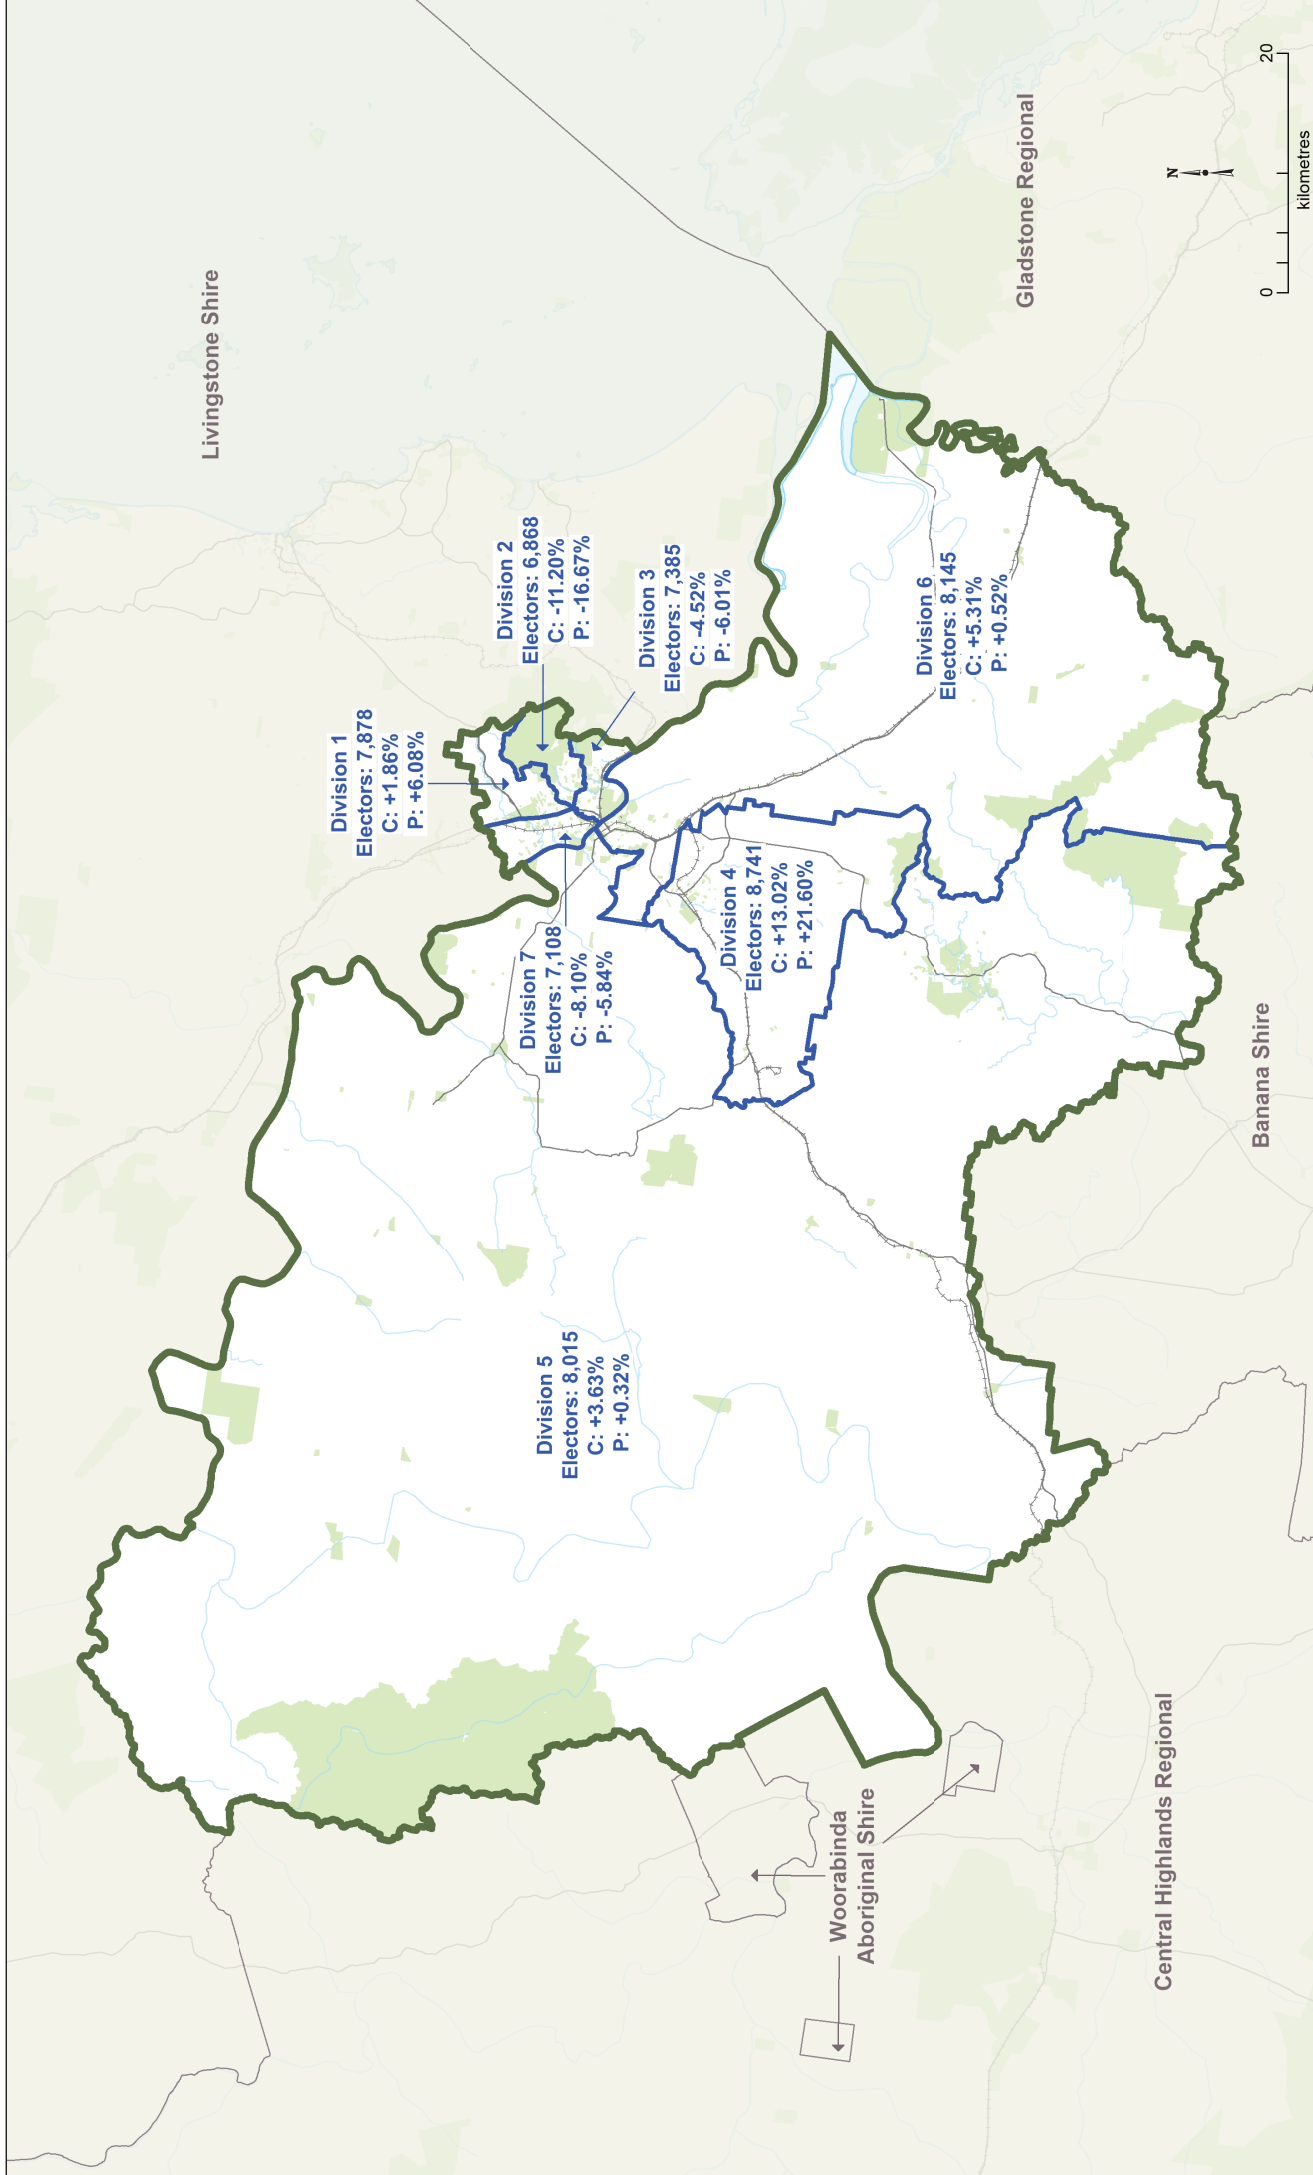 Livingstone Shire
Division 1
Electors: 7,878
C: +1.86%
P: +6.08%
Division 2
Electors: 6,868
C: -11.20%
P: -16.67%
Division 3
Electors: 7,385
C: -4.52%
P: -6.01%
Division 7
Electors: 7,108
C: -8.10%
P: -5.84%
Division 5
Electors: 8,015
C: +3.63%
P: +0.32%
Division 4
Electors: 8,741
C: +13.02%
P: +21.60%
Division 6
Electors: 8,145
C: +5.31%
P: +0.52%
Woorabinda
Aboriginal Shire
Gladstone Regional
Central Highlands Regional
Banana Shire
N
0
20
kilometres